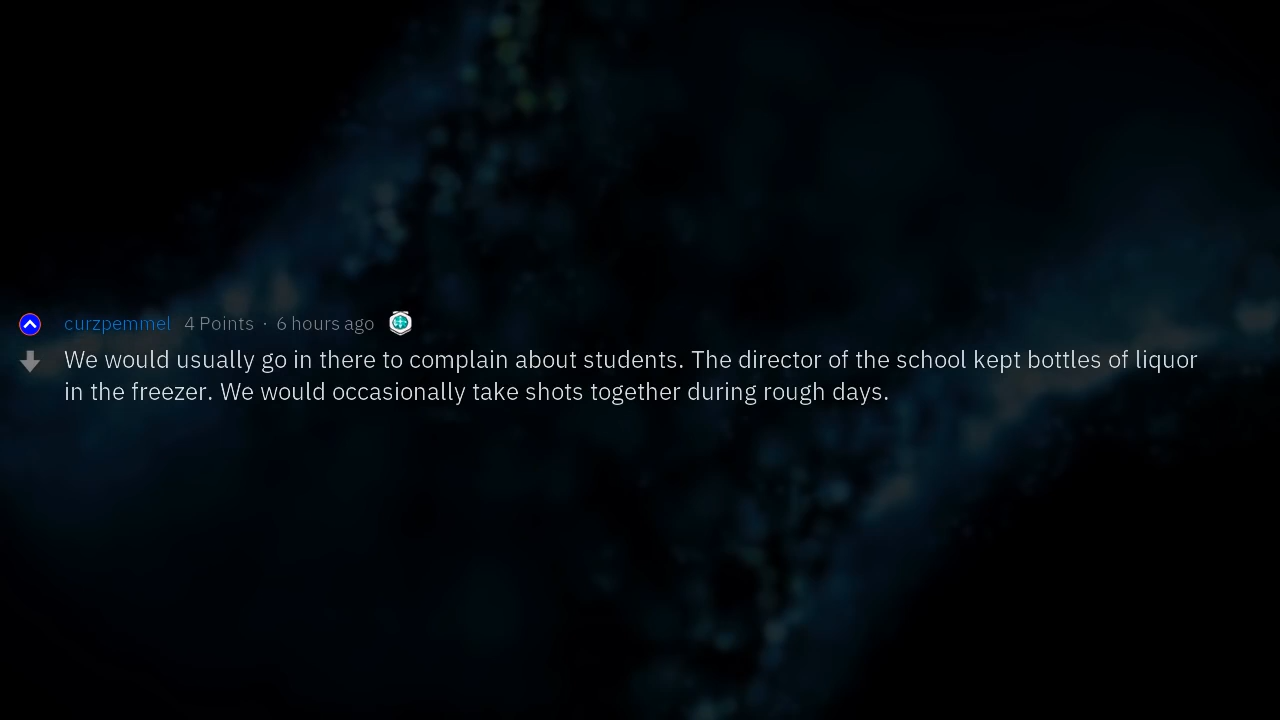 curzpemmel 4 Points · 6 hours ago
We would usually go in there to complain about students. The director of the school kept bottles of liquor
in the freezer. We would occasionally take shots together during rough days.